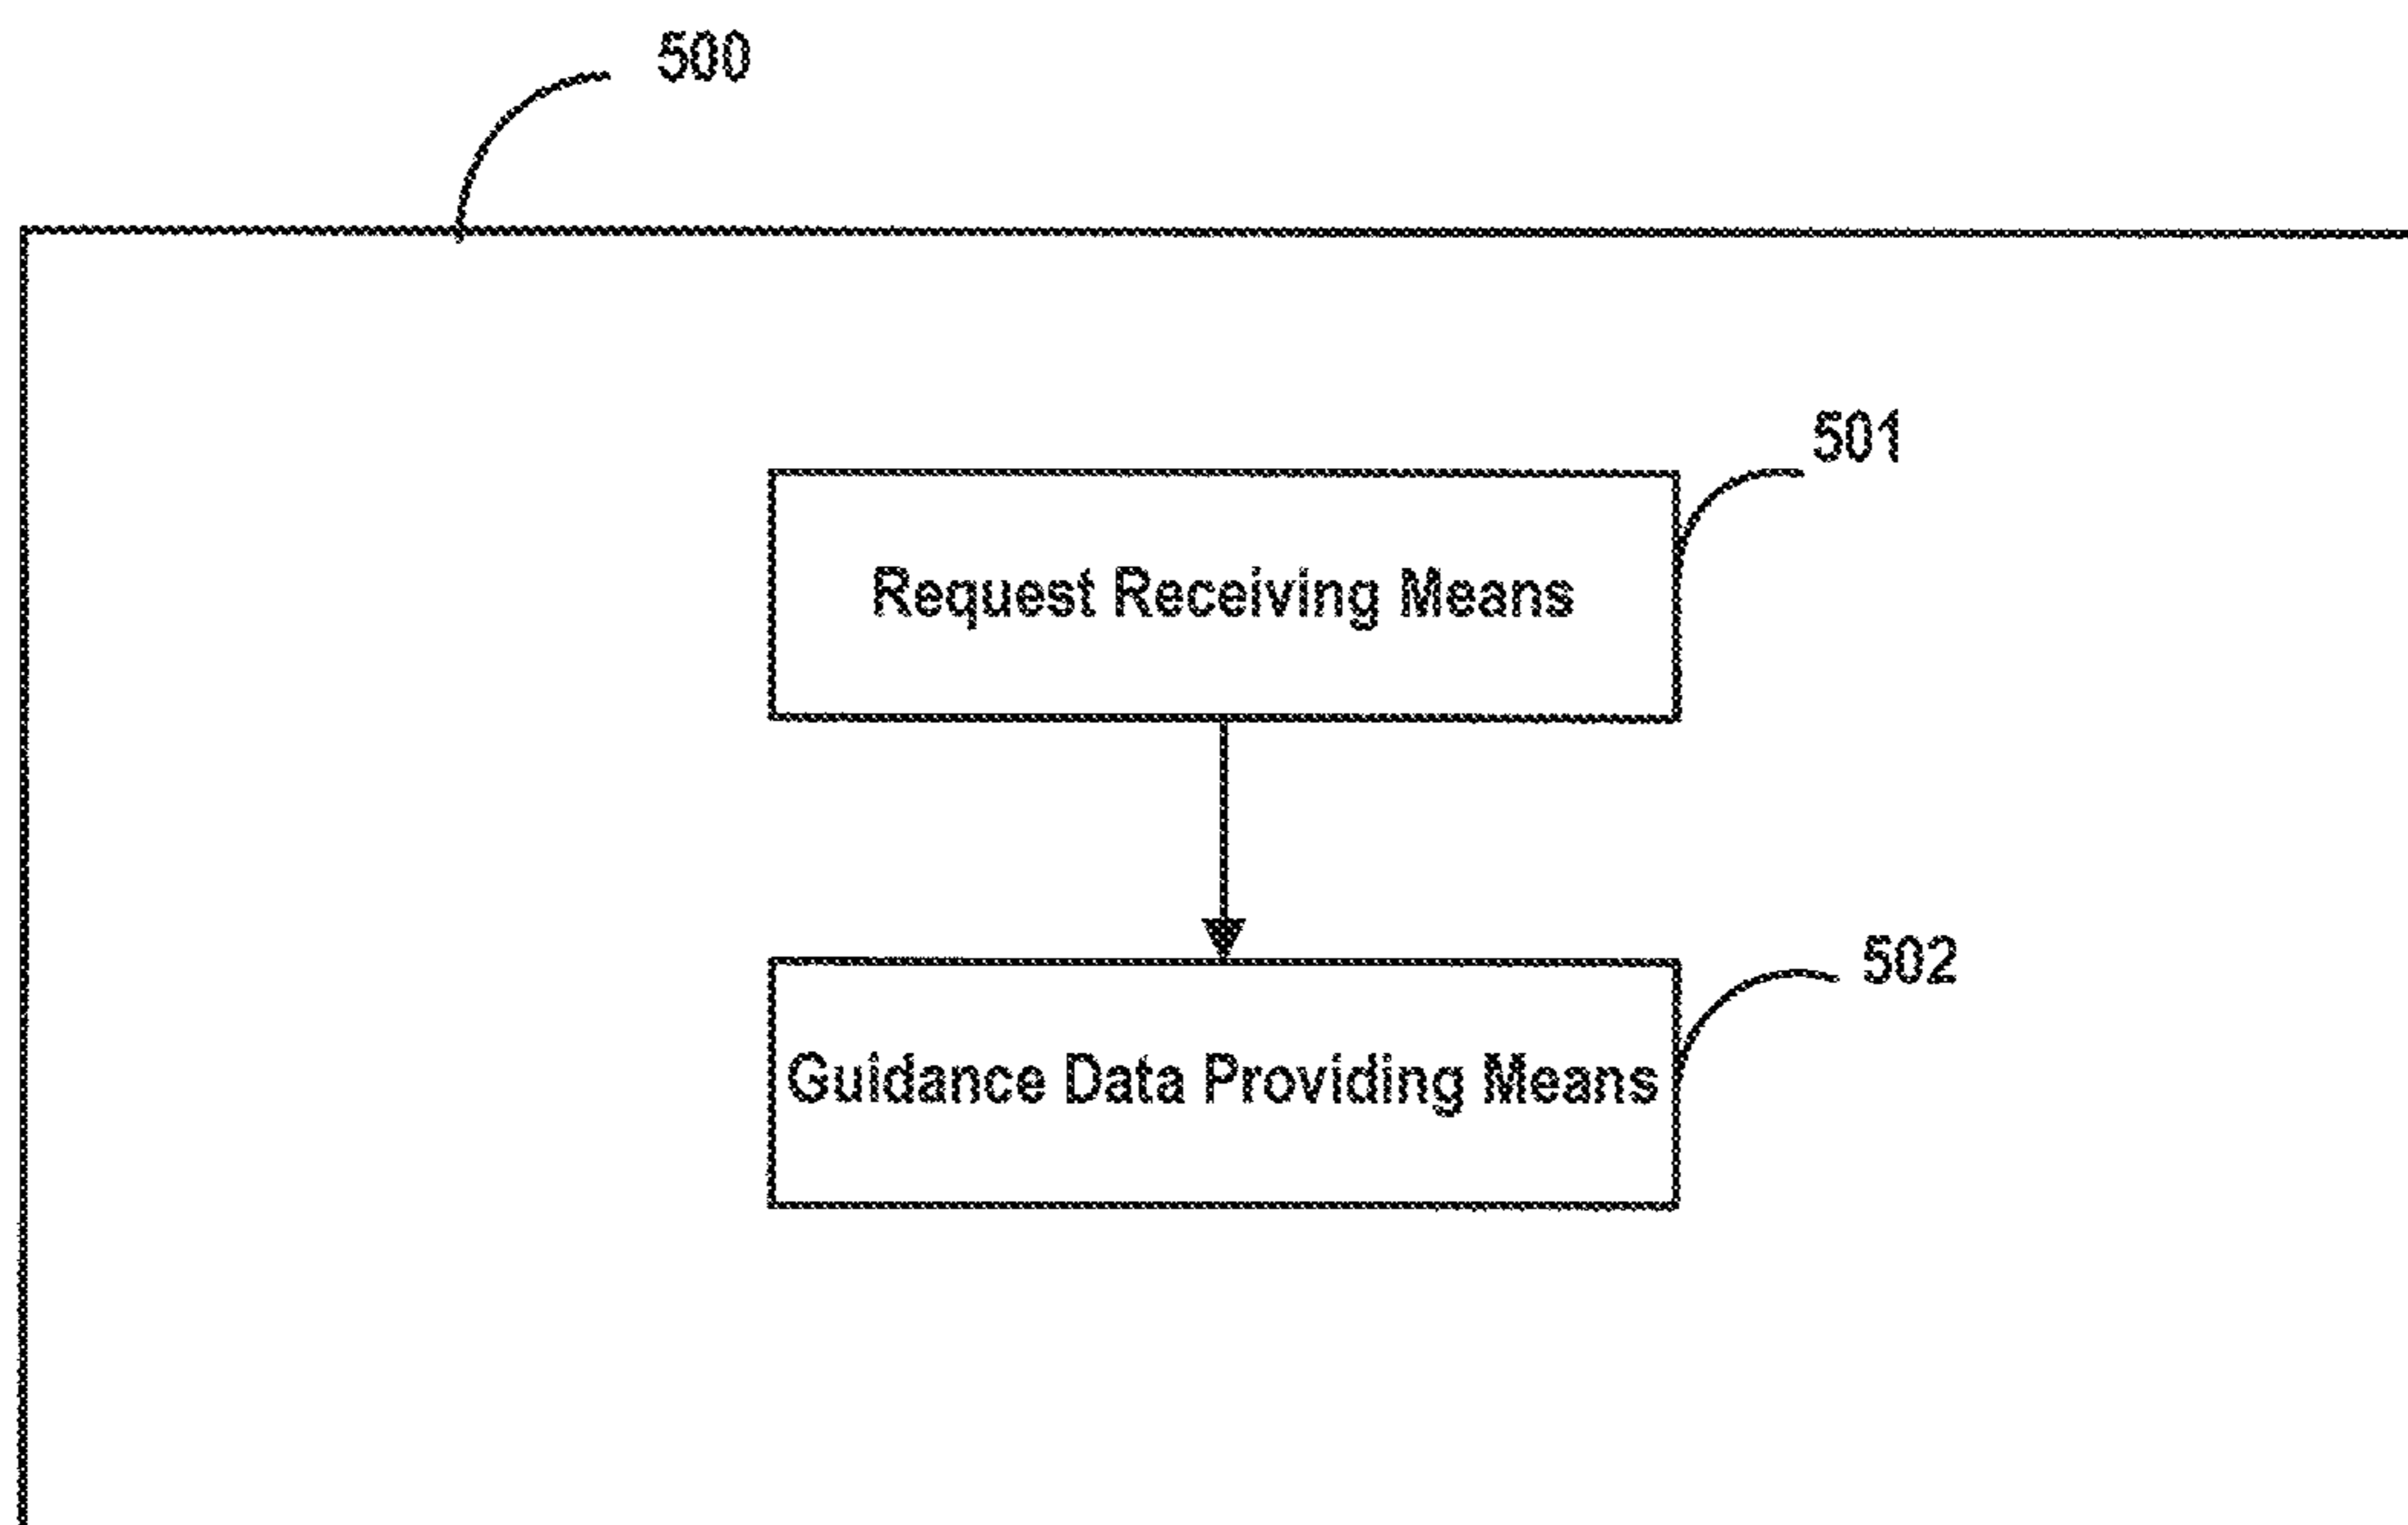 500
501
Request Receiving Means
502
Guidance Data Providing Means